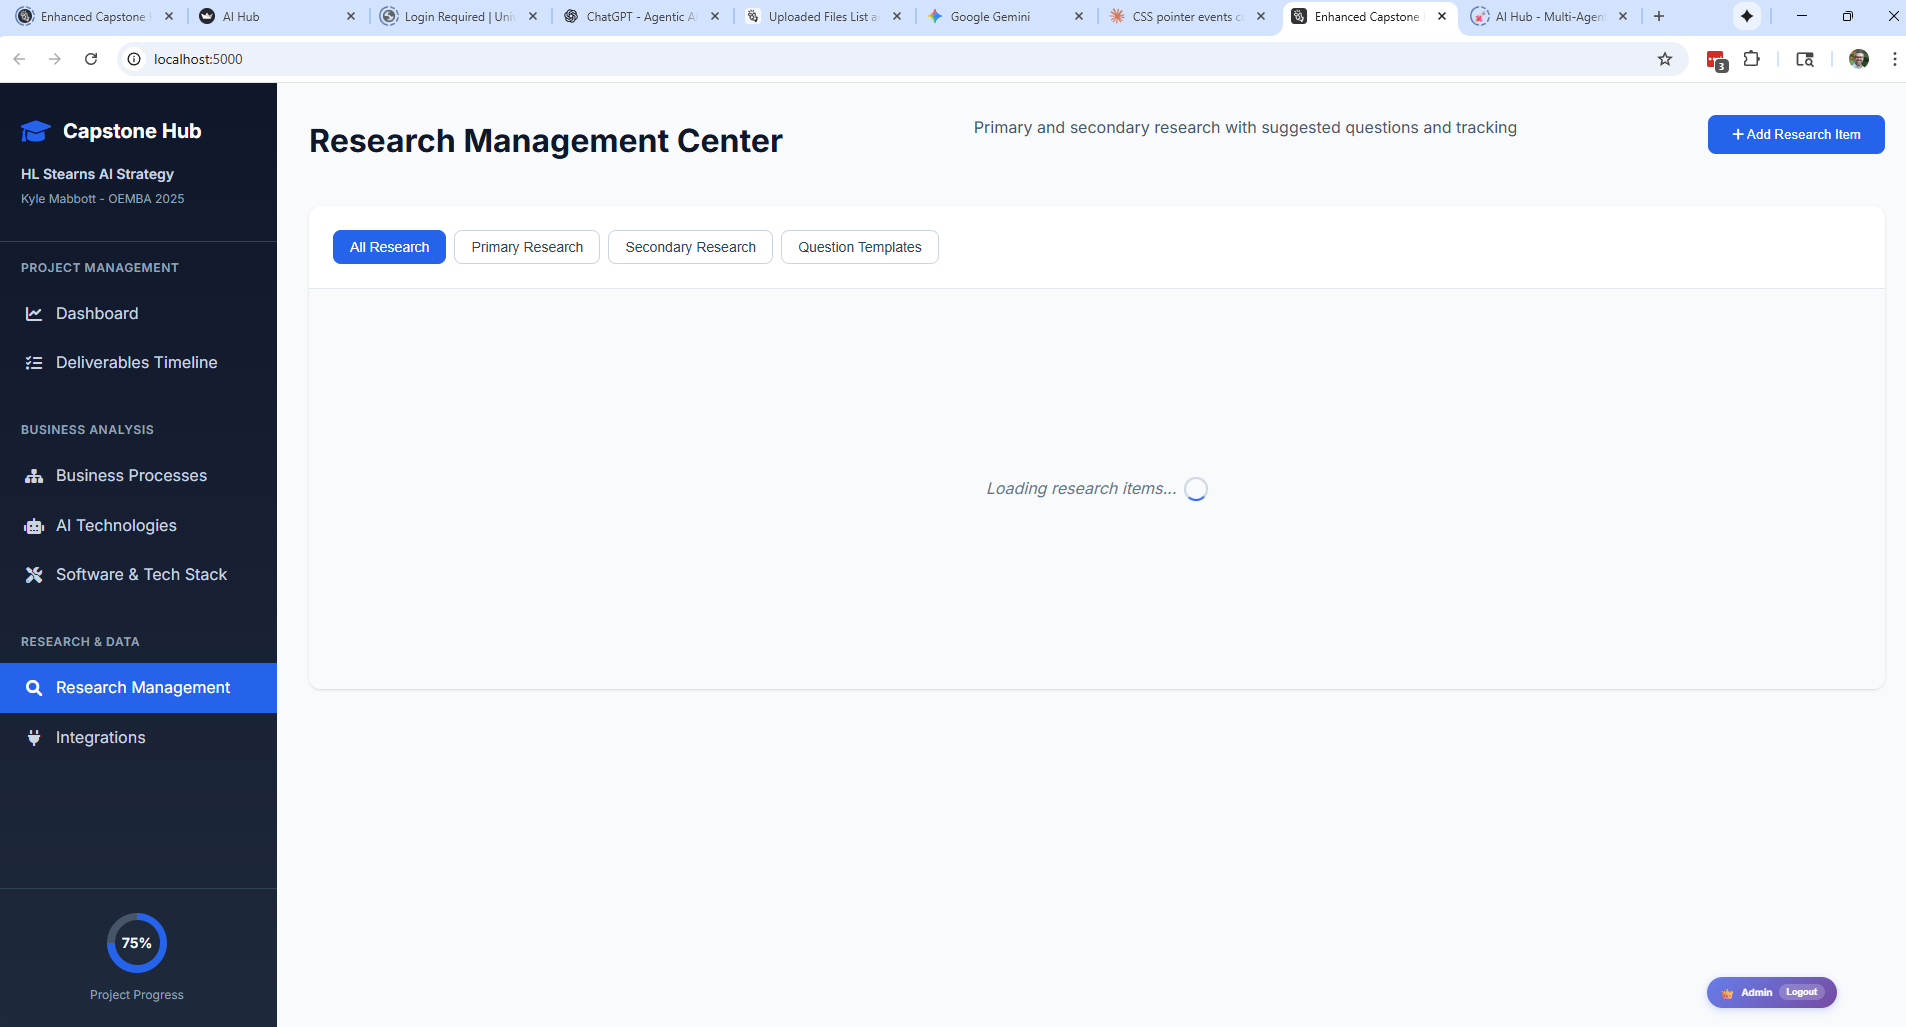 Enhanced Capstone
AI Hub
Login Required | Uni
ChatGPT - Agentic A
Uploaded Files List a
Google Gemini
CSS pointer events c
Enhanced Capstone
AI Hub - Multi-Agen
localhost:5000
3
Capstone Hub
HL Stearns AI Strategy
Kyle Mabbott - OEMBA 2025
PROJECT MANAGEMENT
Dashboard
Deliverables Timeline
BUSINESS ANALYSIS
Business Processes
AI Technologies
Software & Tech Stack
RESEARCH & DATA
Research Management
Integrations
75%
Project Progress
Research Management Center
Primary and secondary research with suggested questions and tracking
+ Add Research Item
All Research
Primary Research
Secondary Research
Question Templates
Loading research items...
Admin
Logout